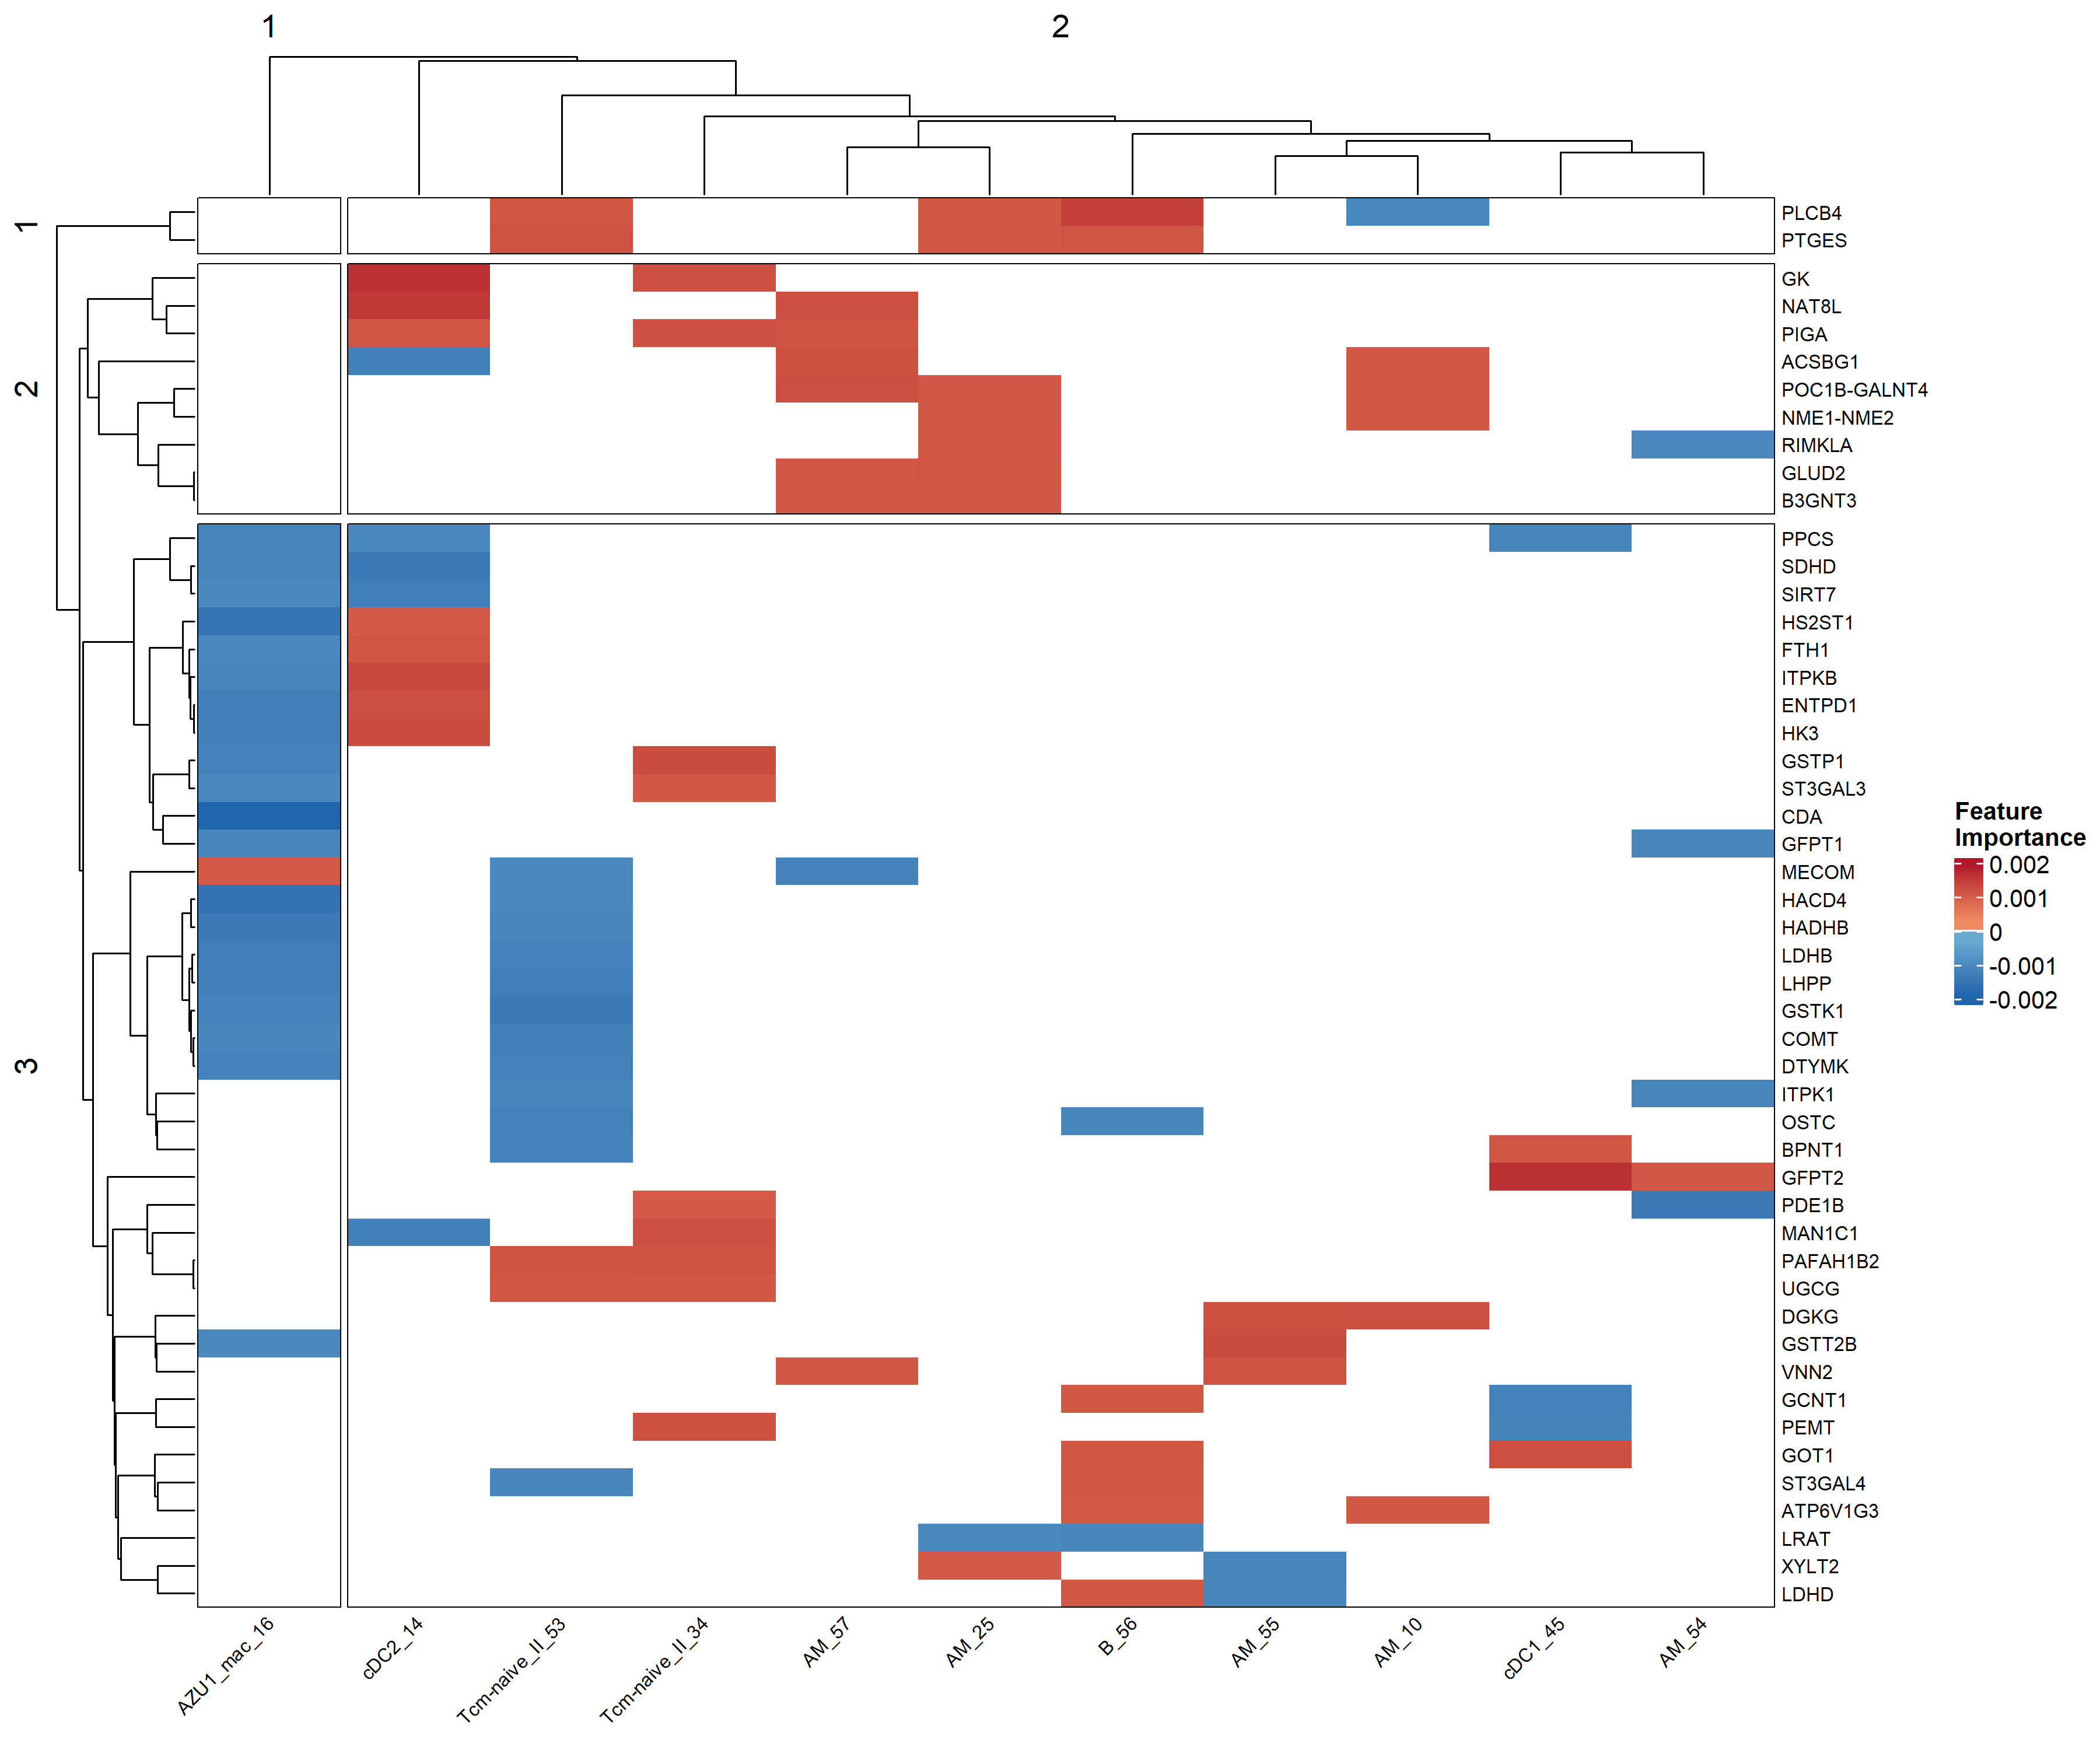 1
2
1
2
3
PLCB4
PTGES
GK
NAT8L
PIGA
ACSBG1
POC1B-GALNT4
NME1-NME2
RIMKLA
GLUD2
B3GNT3
PPCS
SDHD
SIRT7
HS2ST1
FTH1
ITPKB
ENTPD1
HK3
GSTP1
ST3GAL3
CDA
GFPT1
MECOM
HACD4
HADHB
LDHB
LHPP
GSTK1
COMT
DTYMK
ITPK1
OSTC
BPNT1
GFPT2
PDE1B
MAN1C1
PAFAH1B2
UGCG
DGKG
GSTT2B
VNN2
GCNT1
PEMT
GOT1
ST3GAL4
ATP6V1G3
LRAT
XYLT2
LDHD
Feature
Importance
0.002
0.001
0
-0.001
-0.002
AZU1_mac_16
cDC2_14
Tcm-naive_II_53
Tcm-naive_II_34
AM_57
AM_25
B_56
AM_55
AM_10
cDC1_45
AM_54